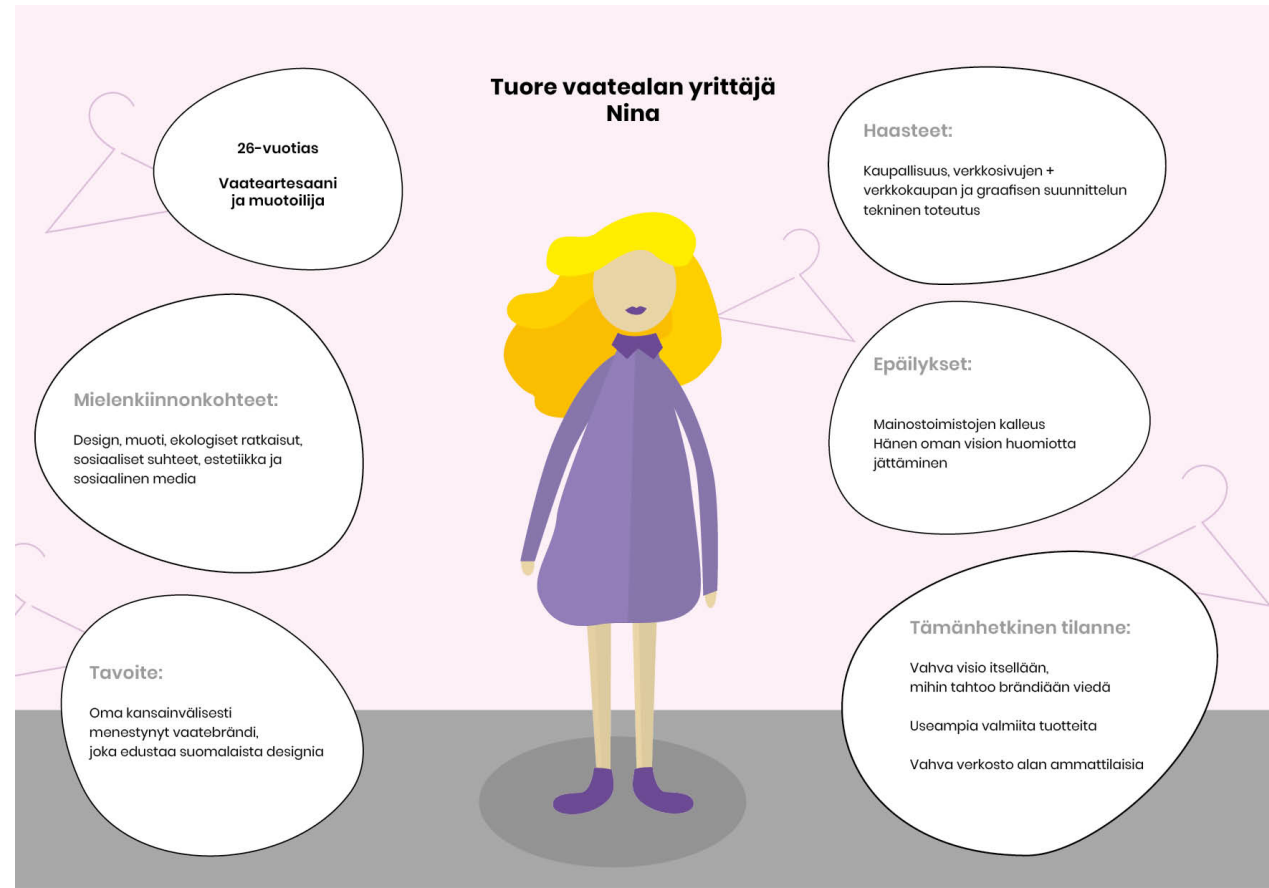 Tuore vaatealan yrittäjä
Nina
26-vuotias
Vaateartesaani
ja muotoilija
Mielenkiinnonkohteet:
Design, muoti, ekologiset ratkaisut,
sosiaaliset suhteet, estetiikka ja
sosiaalinen media
Tavoite:
Oma kansainvälisesti
menestynyt vaatebrändi,
joka edustaa suomalaista designia
Haasteet:
Kaupallisuus, verkkosivujen +
verkkokaupan ja graafisen suunnittelun
tekninen toteutus
Epäilykset:
Mainostoimistojen kalleus
Hänen oman vision huomiotta
jättäminen
Tämänhetkinen tilanne:
Vahva visio itsellään,
mihin tahtoo brändiään viedä
Useampia valmiita tuotteita
Vahva verkosto alan ammattilaisia